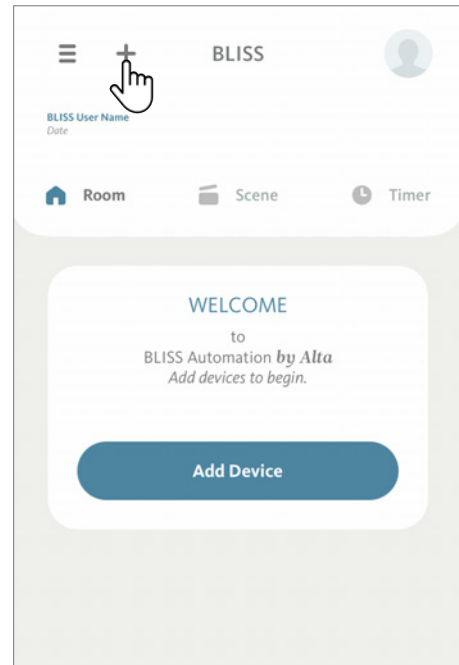 BLISS
BLISS User Name
Date
Room Scene Timer
WELCOME
to
BLISS Automation by Alta
Add devices to begin.
Add Device